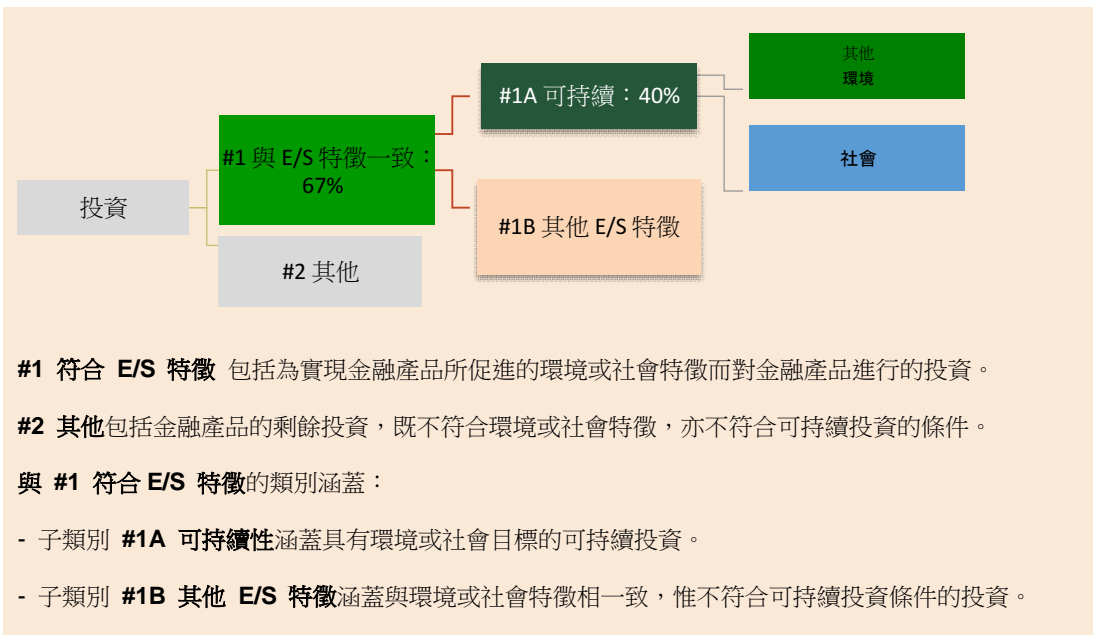 投資
#1 與 E/S 特徵一致：
67%
#2 其他
#1A 可持續：40%
#1B 其他 E/S 特徵
其他
環境
社會
#1 符合 E/S 特徵 包括為實現金融產品所促進的環境或社會特徵而對金融產品進行的投資。
#2 其他包括金融產品的剩餘投資，既不符合環境或社會特徵，亦不符合可持續投資的條件。
與 #1 符合 E/S 特徵的類別涵蓋：
- 子類別 #1A 可持續性涵蓋具有環境或社會目標的可持續投資。
- 子類別 #1B 其他 E/S 特徵涵蓋與環境或社會特徵相一致，惟不符合可持續投資條件的投資。